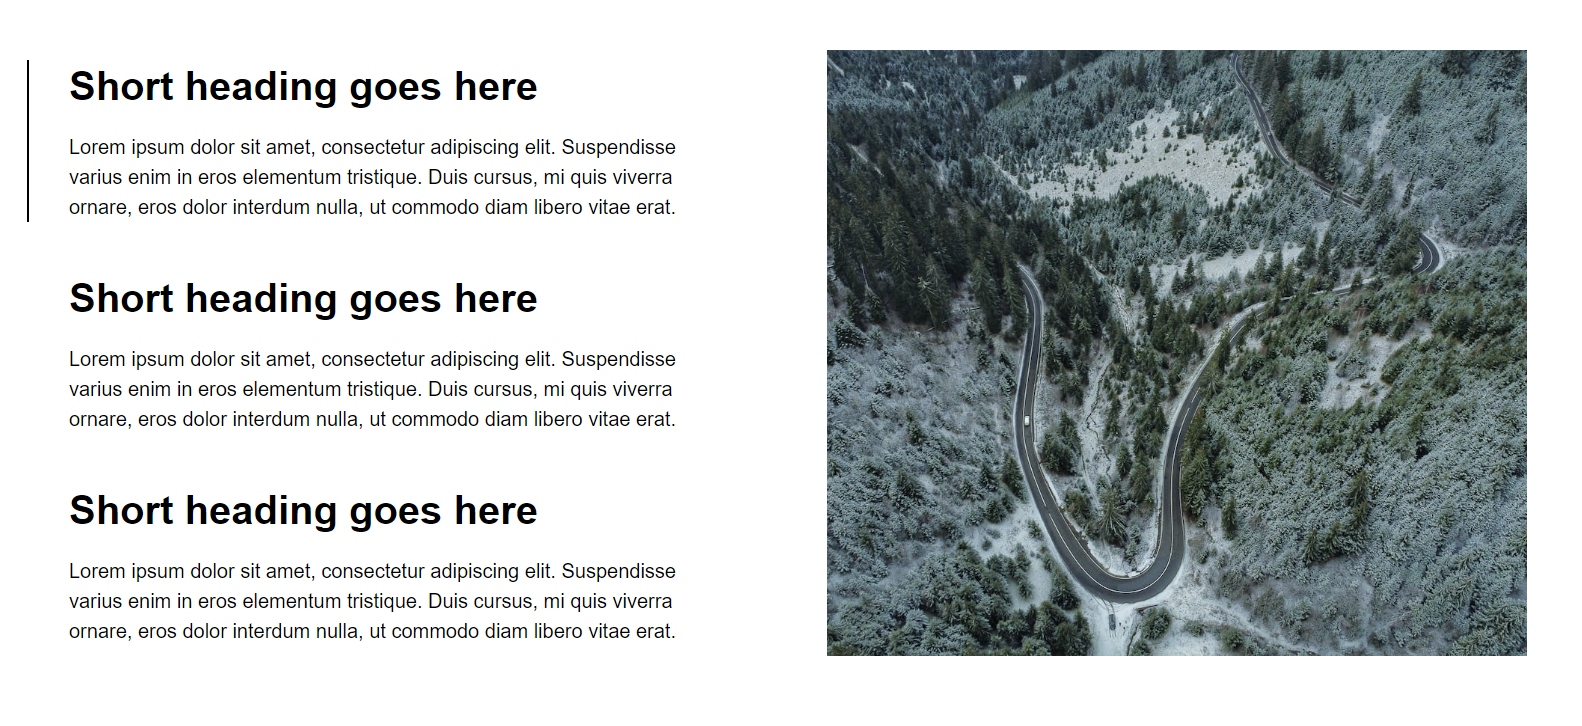 Short heading goes here
Lorem ipsum dolor sit amet, consectetur adipiscing elit. Suspendisse
varius enim in eros elementum tristique. Duis cursus, mi quis viverra
ornare, eros dolor interdum nulla, ut commodo diam libero vitae erat.
Short heading goes here
Lorem ipsum dolor sit amet, consectetur adipiscing elit. Suspendisse
varius enim in eros elementum tristique. Duis cursus, mi quis viverra
ornare, eros dolor interdum nulla, ut commodo diam libero vitae erat.
Short heading goes here
Lorem ipsum dolor sit amet, consectetur adipiscing elit. Suspendisse
varius enim in eros elementum tristique. Duis cursus, mi quis viverra
ornare, eros dolor interdum nulla, ut commodo diam libero vitae erat.